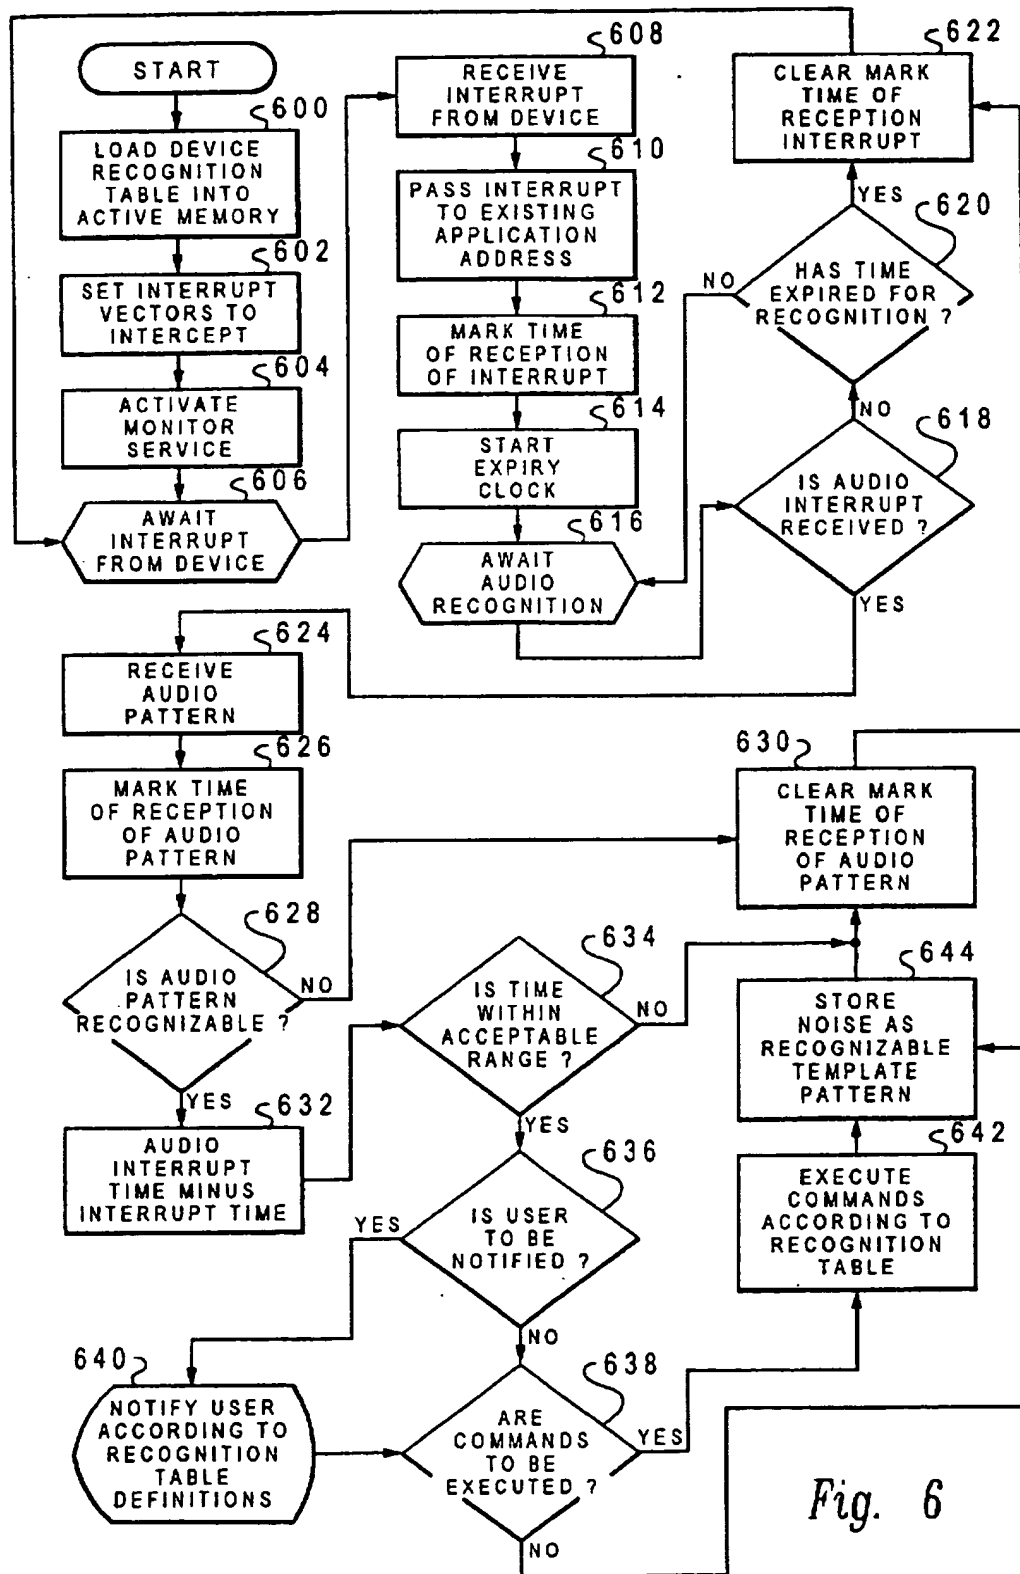 START
600
LOAD DEVICE
RECOGNITION
TABLE INTO
ACTIVE MEMORY
602
SET INTERRUPT
VECTORS TO
INTERCEPT
604
ACTIVATE
MONITOR
SERVICE
606
AWAIT
INTERRUPT
FROM DEVICE
608
RECEIVE
INTERRUPT
FROM DEVICE
610
PASS INTERRUPT
TO EXISTING
APPLICATION
ADDRESS
612
MARK TIME
OF RECEPTION
OF INTERRUPT
614
START
EXPIRY
CLOCK
616
AWAIT
AUDIO
RECOGNITION
622
CLEAR MARK
TIME OF
RECEPTION
INTERRUPT
YES
620
NO
HAS TIME
EXPIRED FOR
RECOGNITION ?
NO
618
IS AUDIO
INTERRUPT
RECEIVED ?
YES
624
RECEIVE
AUDIO
PATTERN
626
MARK TIME
OF RECEPTION
OF AUDIO
PATTERN
628
IS AUDIO
PATTERN
RECOGNIZABLE ?
NO
YES
632
AUDIO
INTERRUPT
TIME MINUS
INTERRUPT TIME
630
CLEAR MARK
TIME OF
RECEPTION
OF AUDIO
PATTERN
634
IS TIME
WITHIN
ACCEPTABLE
RANGE ?
NO
YES
644
STORE
NOISE AS
RECOGNIZABLE
TEMPLATE
PATTERN
636
YES
IS USER
TO BE
NOTIFIED ?
NO
642
EXECUTE
COMMANDS
ACCORDING TO
RECOGNITION
TABLE
640
NOTIFY USER
ACCORDING TO
RECOGNITION
TABLE
DEFINITIONS
638
ARE
COMMANDS
TO BE
EXECUTED ?
YES
NO
Fig. 6